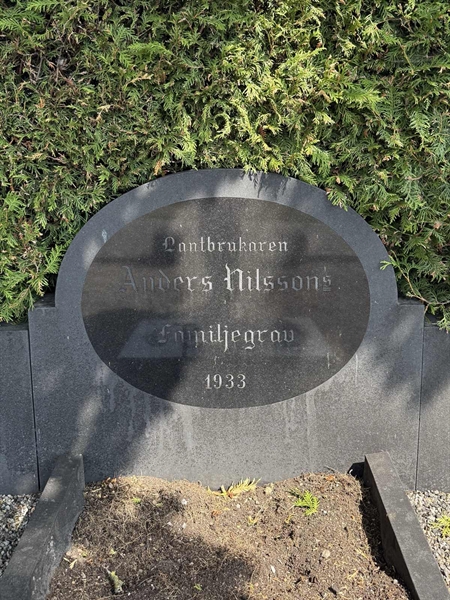 Lantbrukaren
Anders Nilssons
Familjegrav
1933